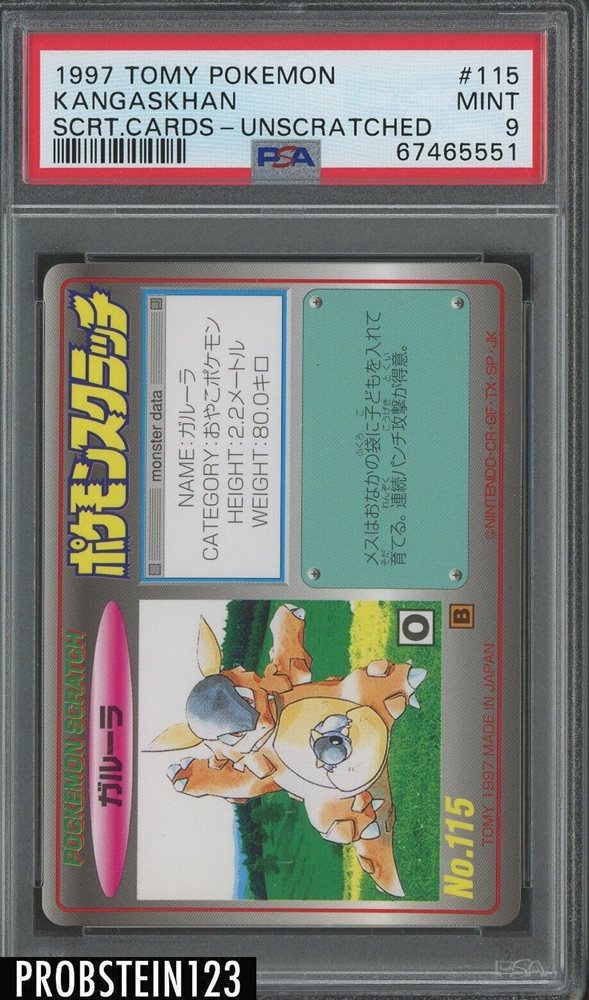 1997 TOMY POKEMON #115
KANGASKHAN MINT
SCRT.CARDS - UNSCRATCHED 9
PSA 67465551
POCKEMON SCRATCH
ポケモンスクラッチ
ガルーラ
monster data
NAME:ガルーラ
CATEGORY:おやこポケモン
HEIGHT:2.2メートル
WEIGHT:80.0キロ
メスはおなかの袋に子どもを入れて
育てる。連続パンチ攻撃が得意。
O
B
No.115
TOMY 1997 MADE IN JAPAN
©NINTENDO・CR・GF・TX・SP・JK
PSA
PROBSTEIN123